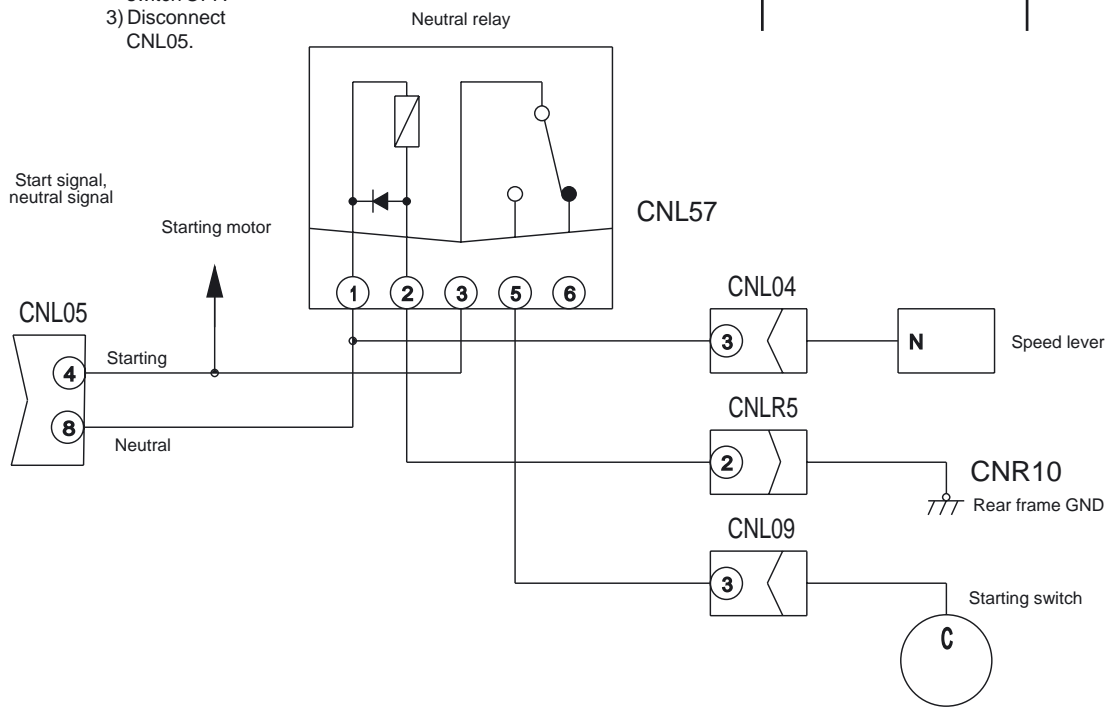 3) Disconnect
CNL05.
Neutral relay
Start signal,
neutral signal
Starting motor
CNL57
1 2 3 5 6
CNL05
4
Starting
8
Neutral
CNL04
3
N
Speed lever
CNLR5
2
CNR10
Rear frame GND
CNL09
3
Starting switch
C